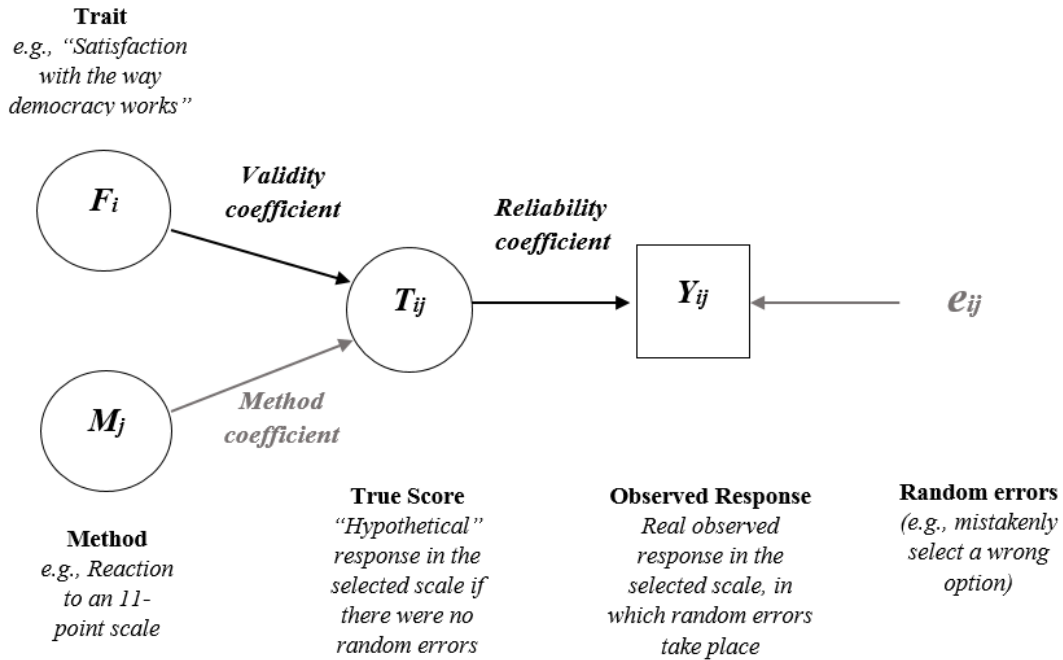 Trait
e.g., “Satisfaction
with the way
democracy works”
Fi
Validity
coefficient
Reliability
coefficient
Tij
Yij
eij
Mj
Method
coefficient
Method
e.g., Reaction
to an 11-
point scale
True Score
“Hypothetical”
response in the
selected scale if
there were no
random errors
Observed Response
Real observed
response in the
selected scale, in
which random errors
take place
Random errors
(e.g., mistakenly
select a wrong
option)